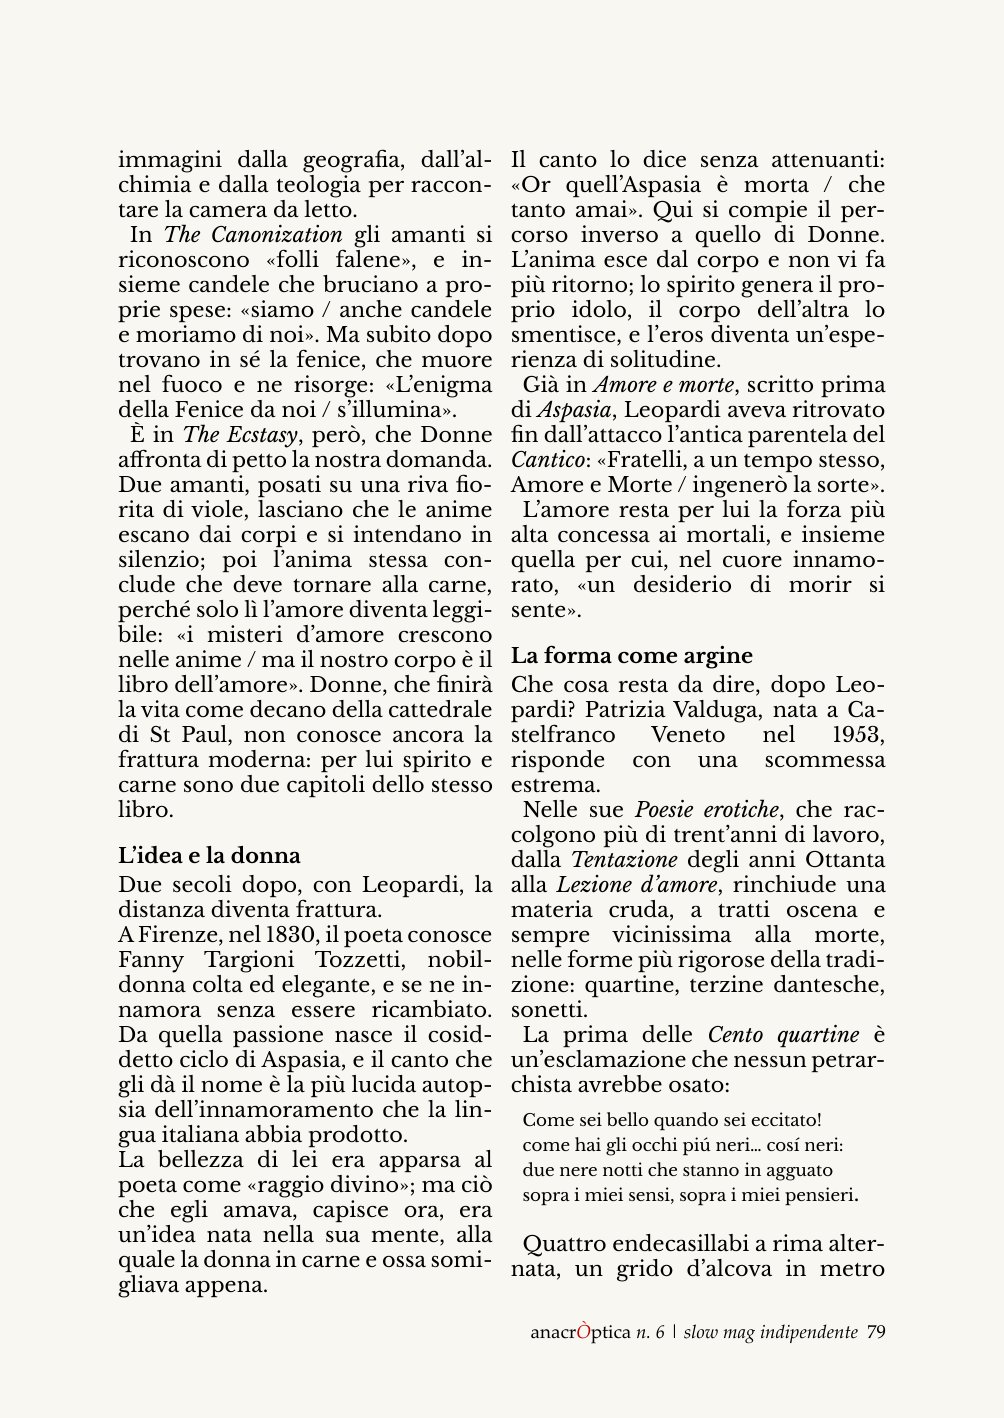 immagini dalla geografia, dall’al-
chimia e dalla teologia per raccon-
tare la camera da letto.
In The Canonization gli amanti si
riconoscono «folli falene», e in-
sieme candele che bruciano a pro-
prie spese: «siamo / anche candele
e moriamo di noi». Ma subito dopo
trovano in sé la fenice, che muore
nel fuoco e ne risorge: «L’enigma
della Fenice da noi / s’illumina».
È in The Ecstasy, però, che Donne
affronta di petto la nostra domanda.
Due amanti, posati su una riva fio-
rita di viole, lasciano che le anime
escano dai corpi e si intendano in
silenzio; poi l’anima stessa con-
clude che deve tornare alla carne,
perché solo lì l’amore diventa leggi-
bile: «i misteri d’amore crescono
nelle anime / ma il nostro corpo è il
libro dell’amore». Donne, che finirà
la vita come decano della cattedrale
di St Paul, non conosce ancora la
frattura moderna: per lui spirito e
carne sono due capitoli dello stesso
libro.
L’idea e la donna
Due secoli dopo, con Leopardi, la
distanza diventa frattura.
A Firenze, nel 1830, il poeta conosce
Fanny Targioni Tozzetti, nobil-
donna colta ed elegante, e se ne in-
namora senza essere ricambiato.
Da quella passione nasce il cosid-
detto ciclo di Aspasia, e il canto che
gli dà il nome è la più lucida autop-
sia dell’innamoramento che la lin-
gua italiana abbia prodotto.
La bellezza di lei era apparsa al
poeta come «raggio divino»; ma ciò
che egli amava, capisce ora, era
un’idea nata nella sua mente, alla
quale la donna in carne e ossa somi-
gliava appena.
Il canto lo dice senza attenuanti:
«Or quell’Aspasia è morta / che
tanto amai». Qui si compie il per-
corso inverso a quello di Donne.
L’anima esce dal corpo e non vi fa
più ritorno; lo spirito genera il pro-
prio idolo, il corpo dell’altra lo
smentisce, e l’eros diventa un’espe-
rienza di solitudine.
Già in Amore e morte, scritto prima
di Aspasia, Leopardi aveva ritrovato
fin dall’attacco l’antica parentela del
Cantico: «Fratelli, a un tempo stesso,
Amore e Morte / ingenerò la sorte».
L’amore resta per lui la forza più
alta concessa ai mortali, e insieme
quella per cui, nel cuore innamo-
rato, «un desiderio di morir si
sente».
La forma come argine
Che cosa resta da dire, dopo Leo-
pardi? Patrizia Valduga, nata a Ca-
stelfranco Veneto nel 1953,
risponde con una scommessa
estrema.
Nelle sue Poesie erotiche, che rac-
colgono più di trent’anni di lavoro,
dalla Tentazione degli anni Ottanta
alla Lezione d’amore, rinchiude una
materia cruda, a tratti oscena e
sempre vicinissima alla morte,
nelle forme più rigorose della tradi-
zione: quartine, terzine dantesche,
sonetti.
La prima delle Cento quartine è
un’esclamazione che nessun petrar-
chista avrebbe osato:
Come sei bello quando sei eccitato!
come hai gli occhi piú neri… cosí neri:
due nere notti che stanno in agguato
sopra i miei sensi, sopra i miei pensieri.
Quattro endecasillabi a rima alter-
nata, un grido d’alcova in metro
anacrÒptica n. 6 | slow mag indipendente 79